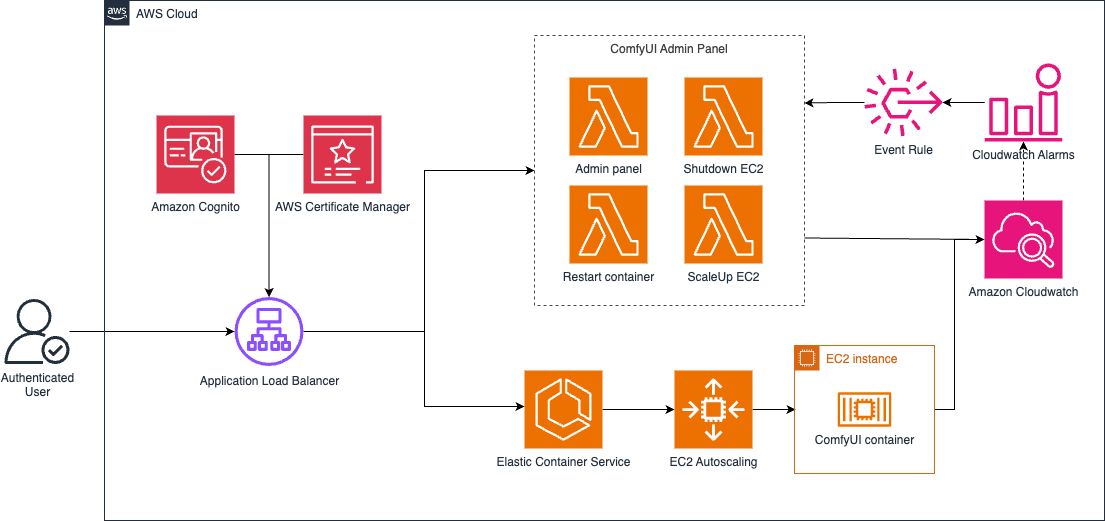 aws
AWS Cloud
ComfyUI Admin Panel
Admin panel
Shutdown EC2
Restart container
ScaleUp EC2
Event Rule
Cloudwatch Alarms
Amazon Cognito
AWS Certificate Manager
Amazon Cloudwatch
Authenticated
User
Application Load Balancer
EC2 instance
ComfyUI container
Elastic Container Service
EC2 Autoscaling